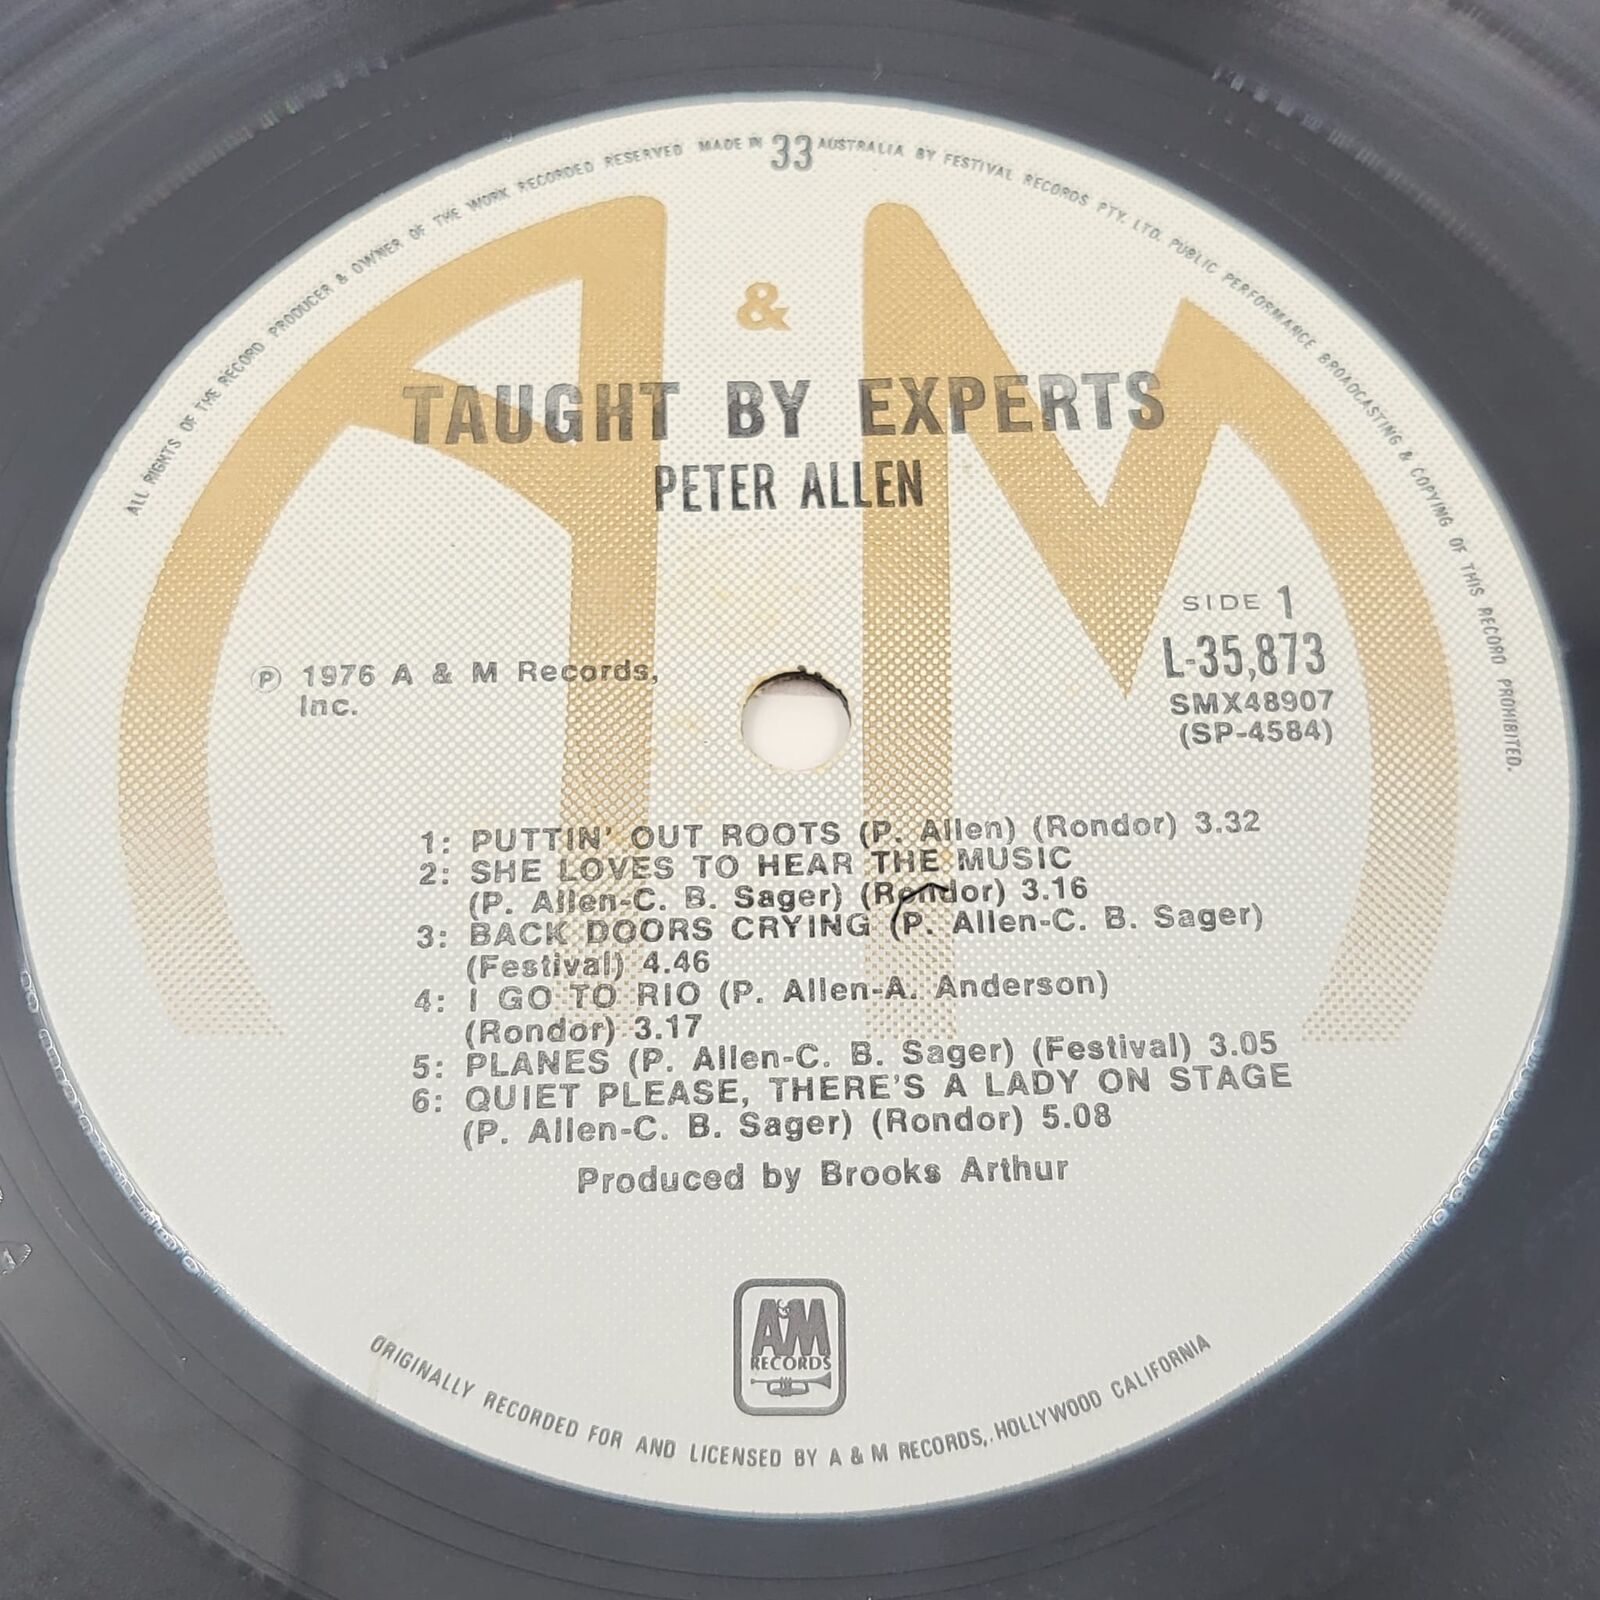 ALL RIGHTS OF THE RECORD PRODUCER & OWNER OF THE WORK RECORDED RESERVED MADE IN 33 AUSTRALIA BY FESTIVAL RECORDS PTY. LTD. PUBLIC PERFORMANCE BROADCASTING & COPYING OF THIS RECORD PROHIBITED.
A & M
TAUGHT BY EXPERTS
PETER ALLEN
SIDE 1
L-35,873
SMX48907
(SP-4584)
Ⓟ 1976 A & M Records,
Inc.
1: PUTTIN' OUT ROOTS (P. Allen) (Rondor) 3.32
2: SHE LOVES TO HEAR THE MUSIC
(P. Allen-C. B. Sager) (Rondor) 3.16
3: BACK DOORS CRYING (P. Allen-C. B. Sager)
(Festival) 4.46
4: I GO TO RIO (P. Allen-A. Anderson)
(Rondor) 3.17
5: PLANES (P. Allen-C. B. Sager) (Festival) 3.05
6: QUIET PLEASE, THERE'S A LADY ON STAGE
(P. Allen-C. B. Sager) (Rondor) 5.08
Produced by Brooks Arthur
A&M
RECORDS
ORIGINALLY RECORDED FOR AND LICENSED BY A & M RECORDS, HOLLYWOOD CALIFORNIA